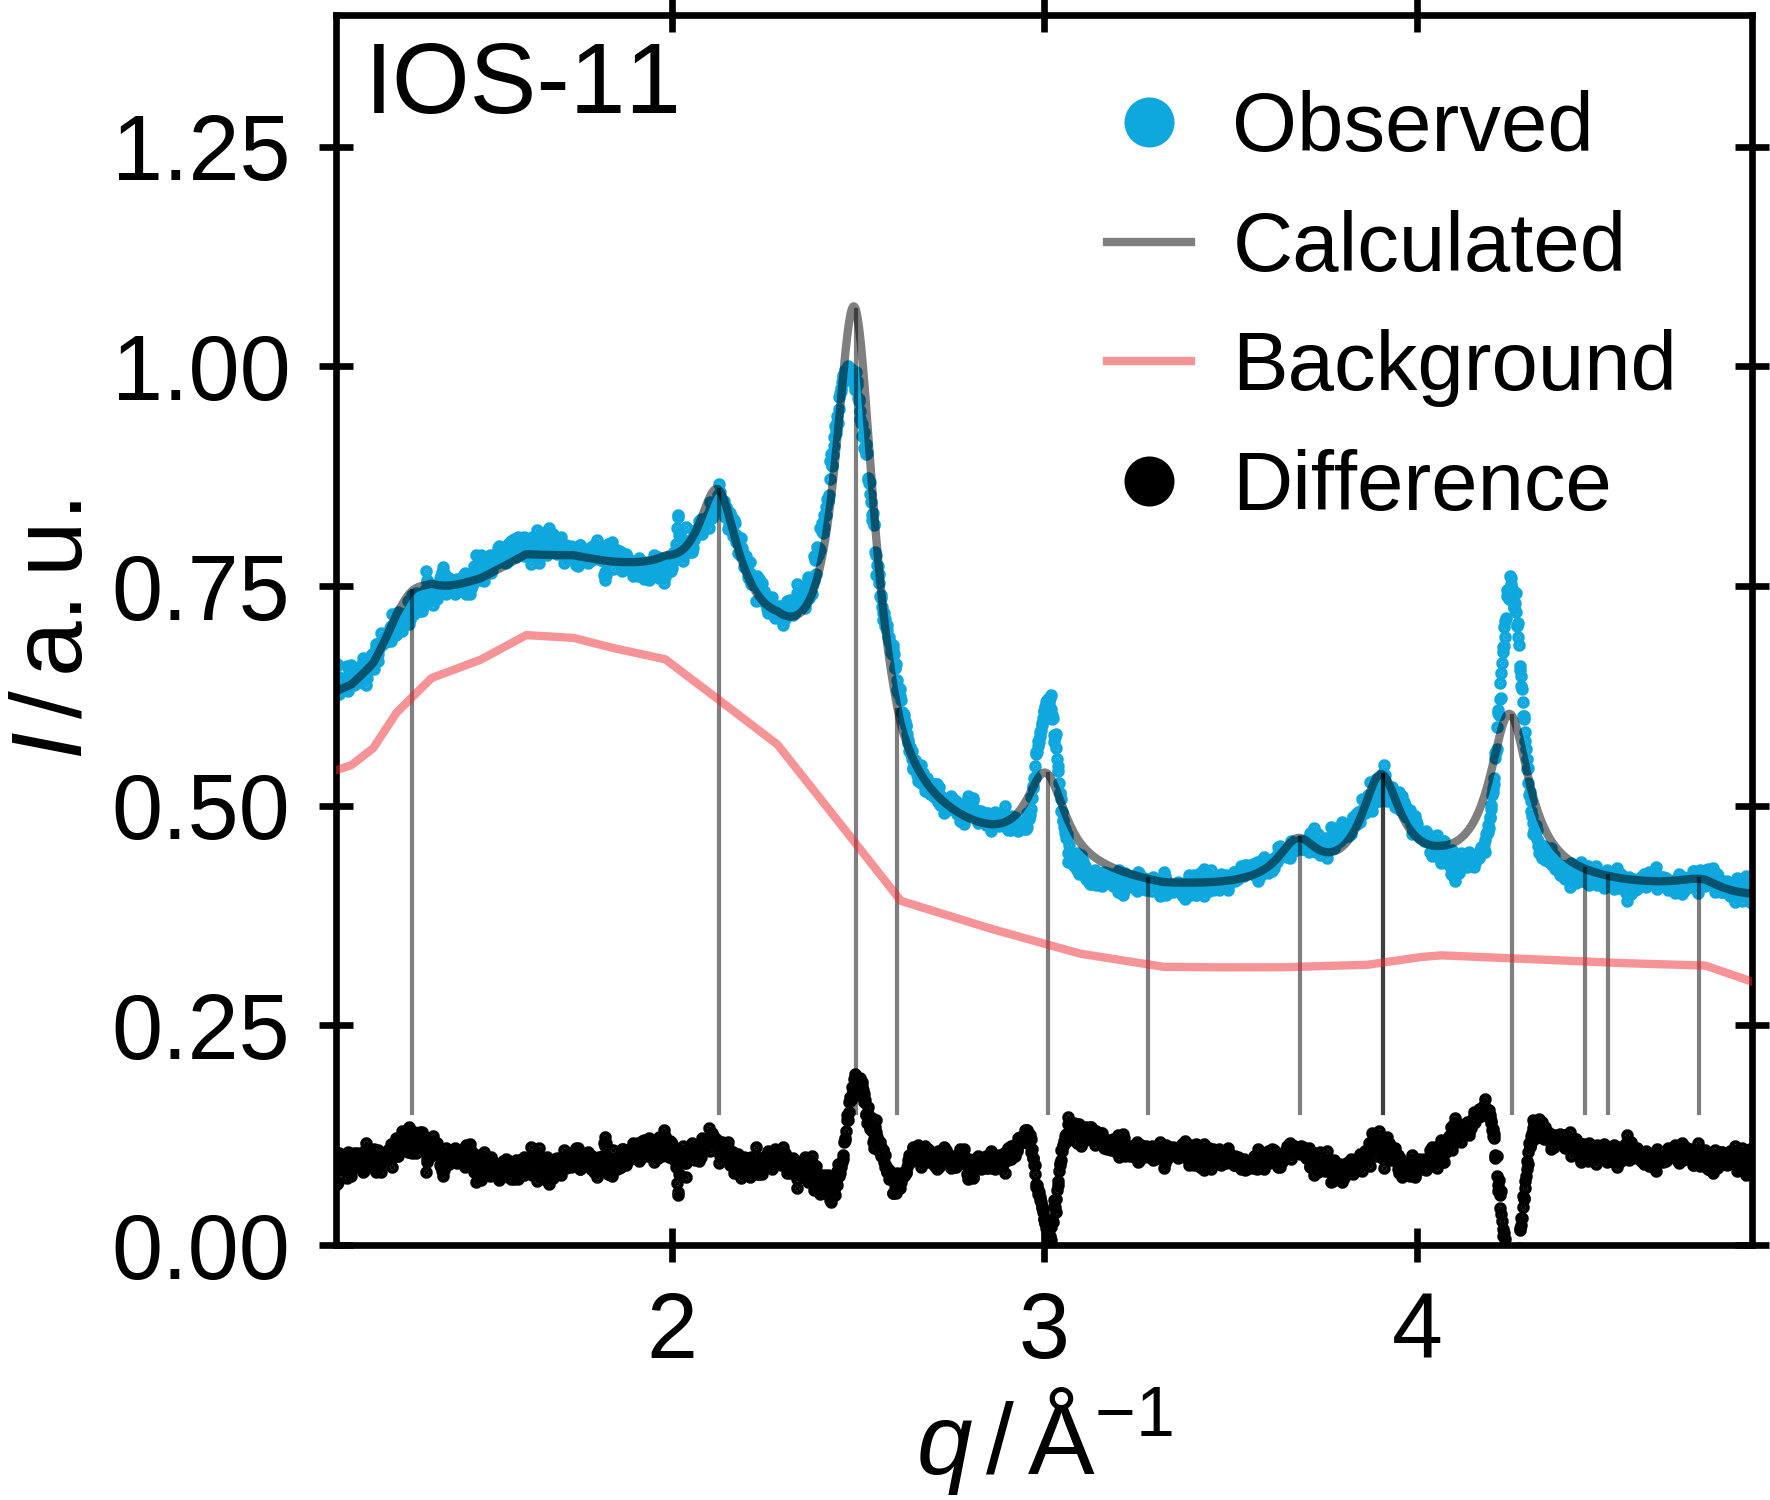 IOS-11
Observed
Calculated
Background
Difference
1.25
1.00
0.75
0.50
0.25
0.00
I / a. u.
2 3 4
q / Å⁻¹